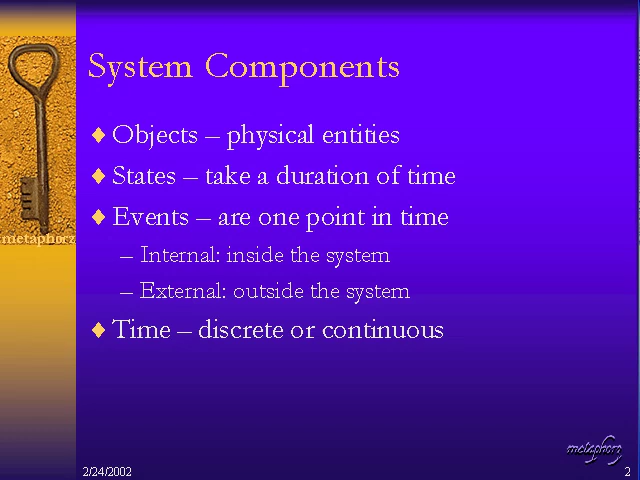 System Components
♦ Objects – physical entities
♦ States – take a duration of time
♦ Events – are one point in time
– Internal: inside the system
– External: outside the system
♦ Time – discrete or continuous
metaphorz
metaphorz
2/24/2002
2